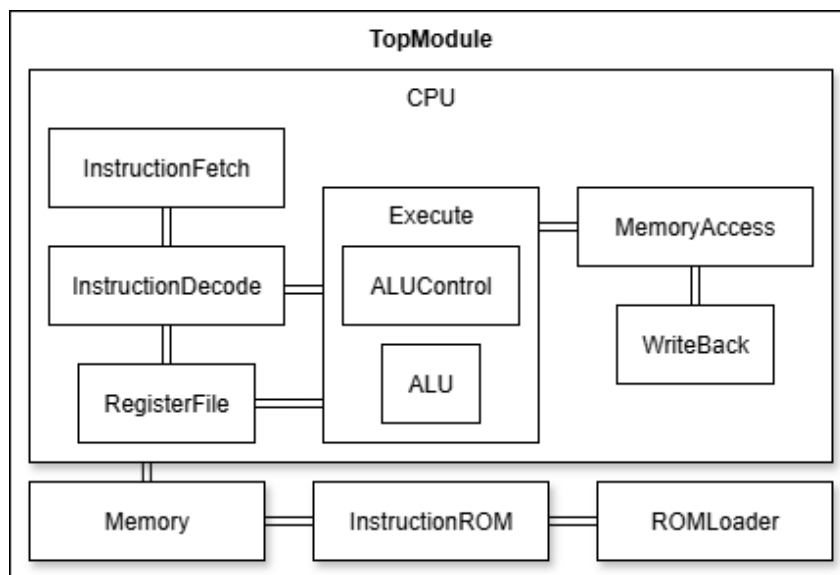 TopModule
CPU
InstructionFetch
Execute
MemoryAccess
InstructionDecode
ALUControl
WriteBack
ALU
RegisterFile
Memory
InstructionROM
ROMLoader